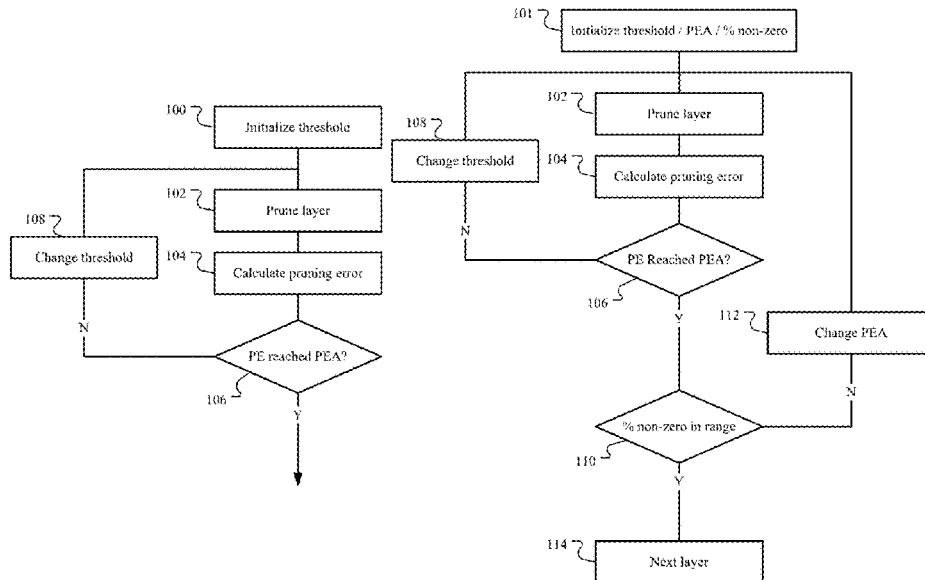 100
Initialize threshold
102
Prune layer
108
Change threshold
104
Calculate pruning error
N
PE reached PEA?
106
Y
101
Initialize threshold / PEA / % non-zero
102
Prune layer
108
Change threshold
104
Calculate pruning error
N
PE Reached PEA?
106
Y
112
Change PEA
N
% non-zero in range
110
Y
114
Next layer